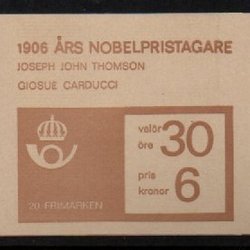 1906 ÅRS NOBELPRISTAGARE
JOSEPH JOHN THOMSON
GIOSUE CARDUCCI
valör
öre
30
pris
kronor
6
20 FRIMÄRKEN